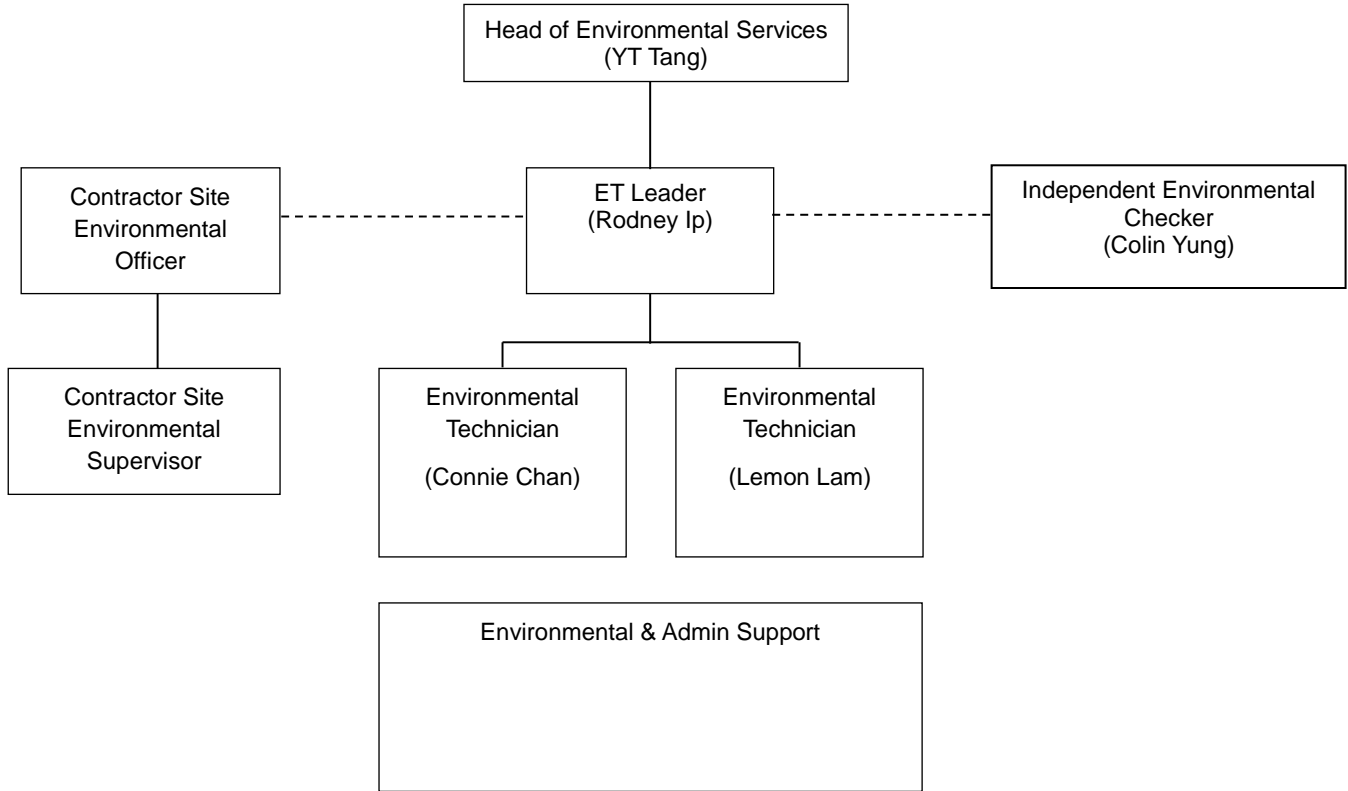 Head of Environmental Services
(YT Tang)
Contractor Site
Environmental
Officer
ET Leader
(Rodney Ip)
Independent Environmental
Checker
(Colin Yung)
Contractor Site
Environmental
Supervisor
Environmental
Technician
(Connie Chan)
Environmental
Technician
(Lemon Lam)
Environmental & Admin Support